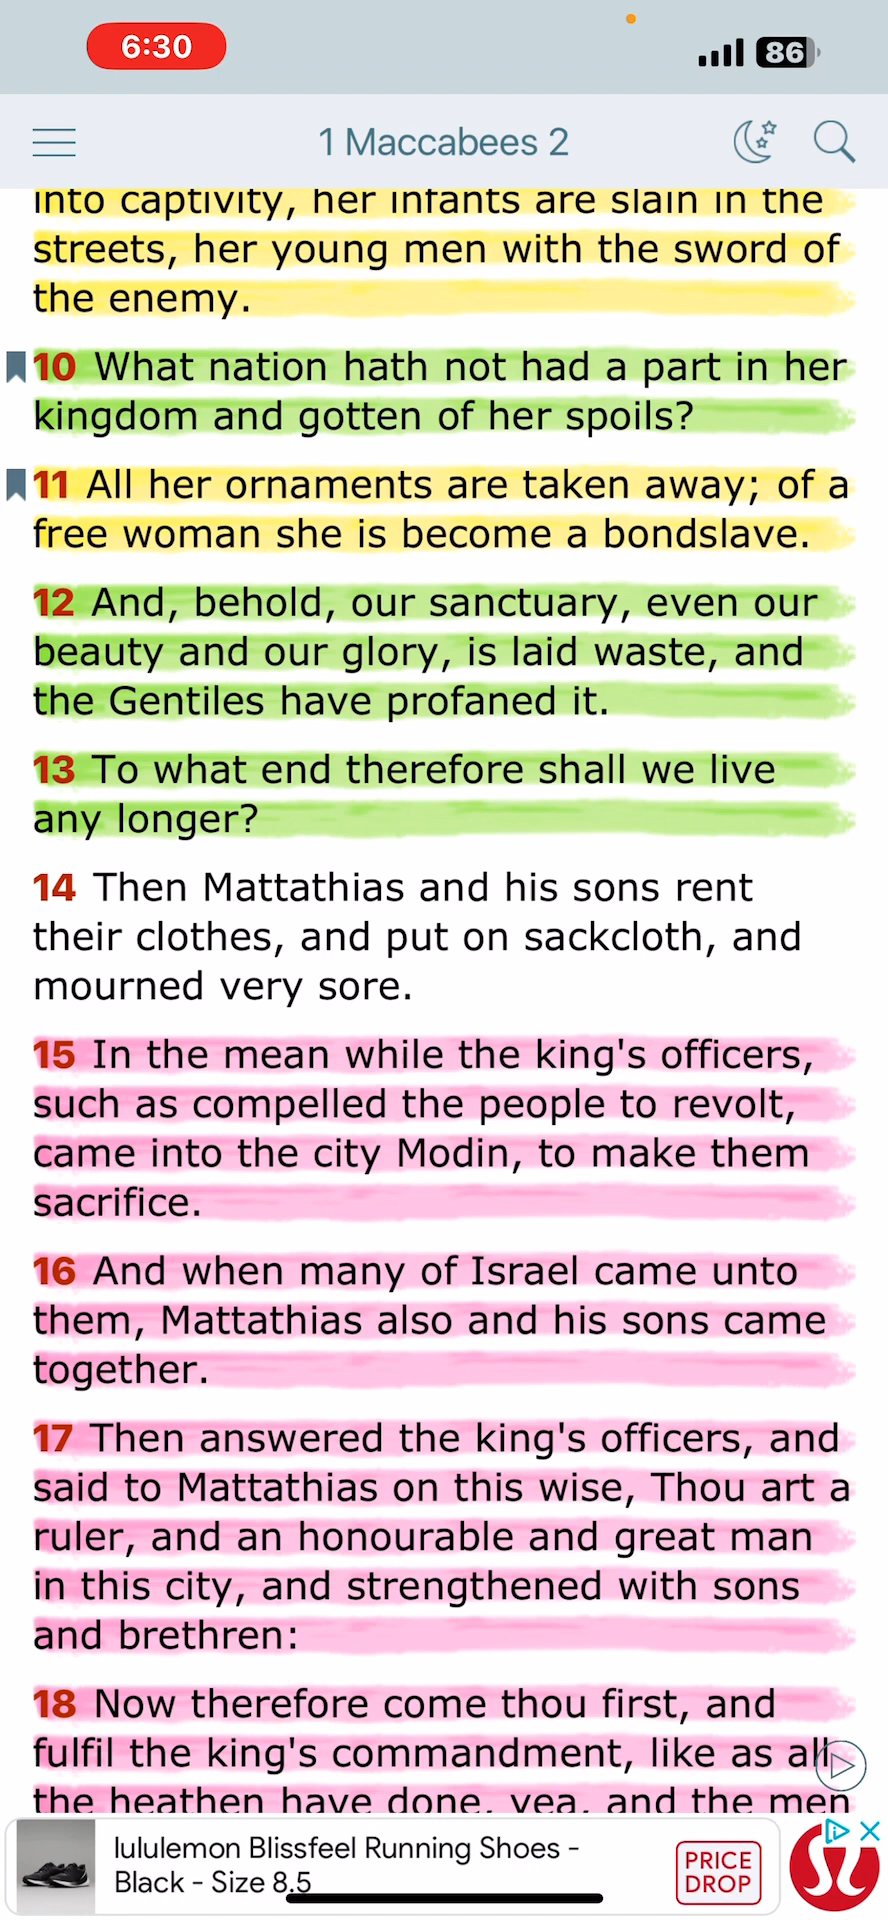 6:30
86
1 Maccabees 2
into captivity, her infants are slain in the
streets, her young men with the sword of
the enemy.
10 What nation hath not had a part in her
kingdom and gotten of her spoils?
11 All her ornaments are taken away; of a
free woman she is become a bondslave.
12 And, behold, our sanctuary, even our
beauty and our glory, is laid waste, and
the Gentiles have profaned it.
13 To what end therefore shall we live
any longer?
14 Then Mattathias and his sons rent
their clothes, and put on sackcloth, and
mourned very sore.
15 In the mean while the king's officers,
such as compelled the people to revolt,
came into the city Modin, to make them
sacrifice.
16 And when many of Israel came unto
them, Mattathias also and his sons came
together.
17 Then answered the king's officers, and
said to Mattathias on this wise, Thou art a
ruler, and an honourable and great man
in this city, and strengthened with sons
and brethren:
18 Now therefore come thou first, and
fulfil the king's commandment, like as all
the heathen have done, yea, and the men
lululemon Blissfeel Running Shoes -
Black - Size 8.5
PRICE
DROP